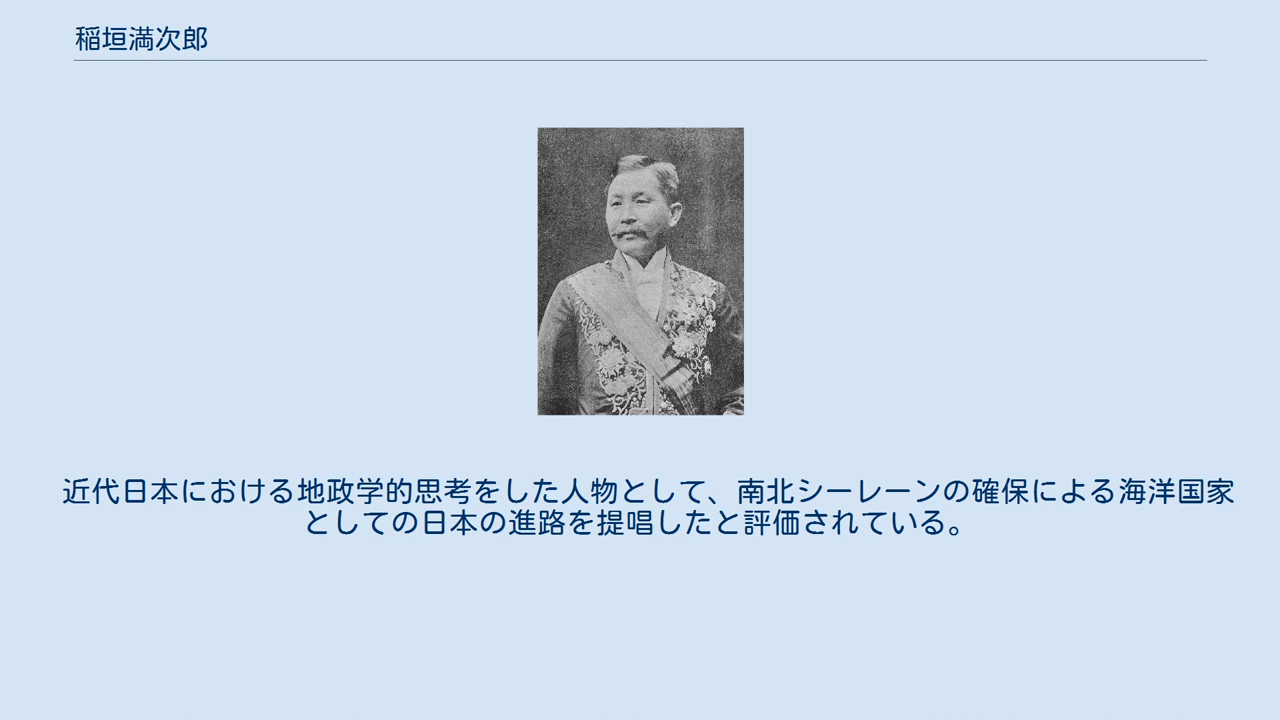 稲垣満次郎
近代日本における地政学的思考をした人物として、南北シーレーンの確保による海洋国家
としての日本の進路を提唱したと評価されている。